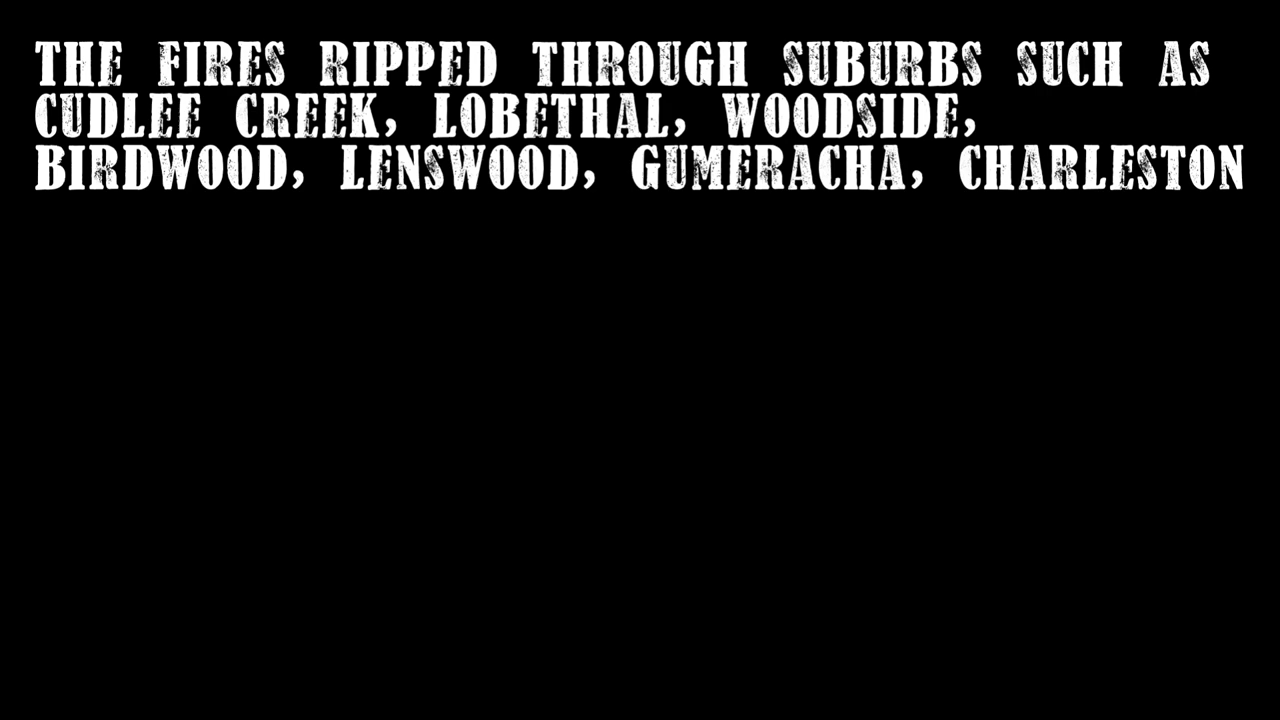 THE FIRES RIPPED THROUGH SUBURBS SUCH AS
CUDLEE CREEK, LOBETHAL, WOODSIDE,
BIRDWOOD, LENSWOOD, GUMERACHA, CHARLESTON